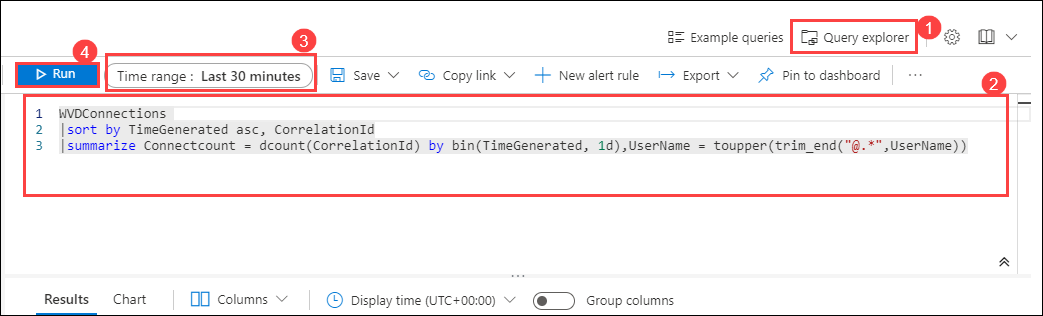 1
Example queries Query explorer
4 3
Run Time range : Last 30 minutes Save Copy link New alert rule Export Pin to dashboard ...
2
1 WVDConnections
2 |sort by TimeGenerated asc, CorrelationId
3 |summarize Connectcount = dcount(CorrelationId) by bin(TimeGenerated, 1d),UserName = toupper(trim_end("@.*",UserName))
...
Results Chart Columns Display time (UTC+00:00) Group columns